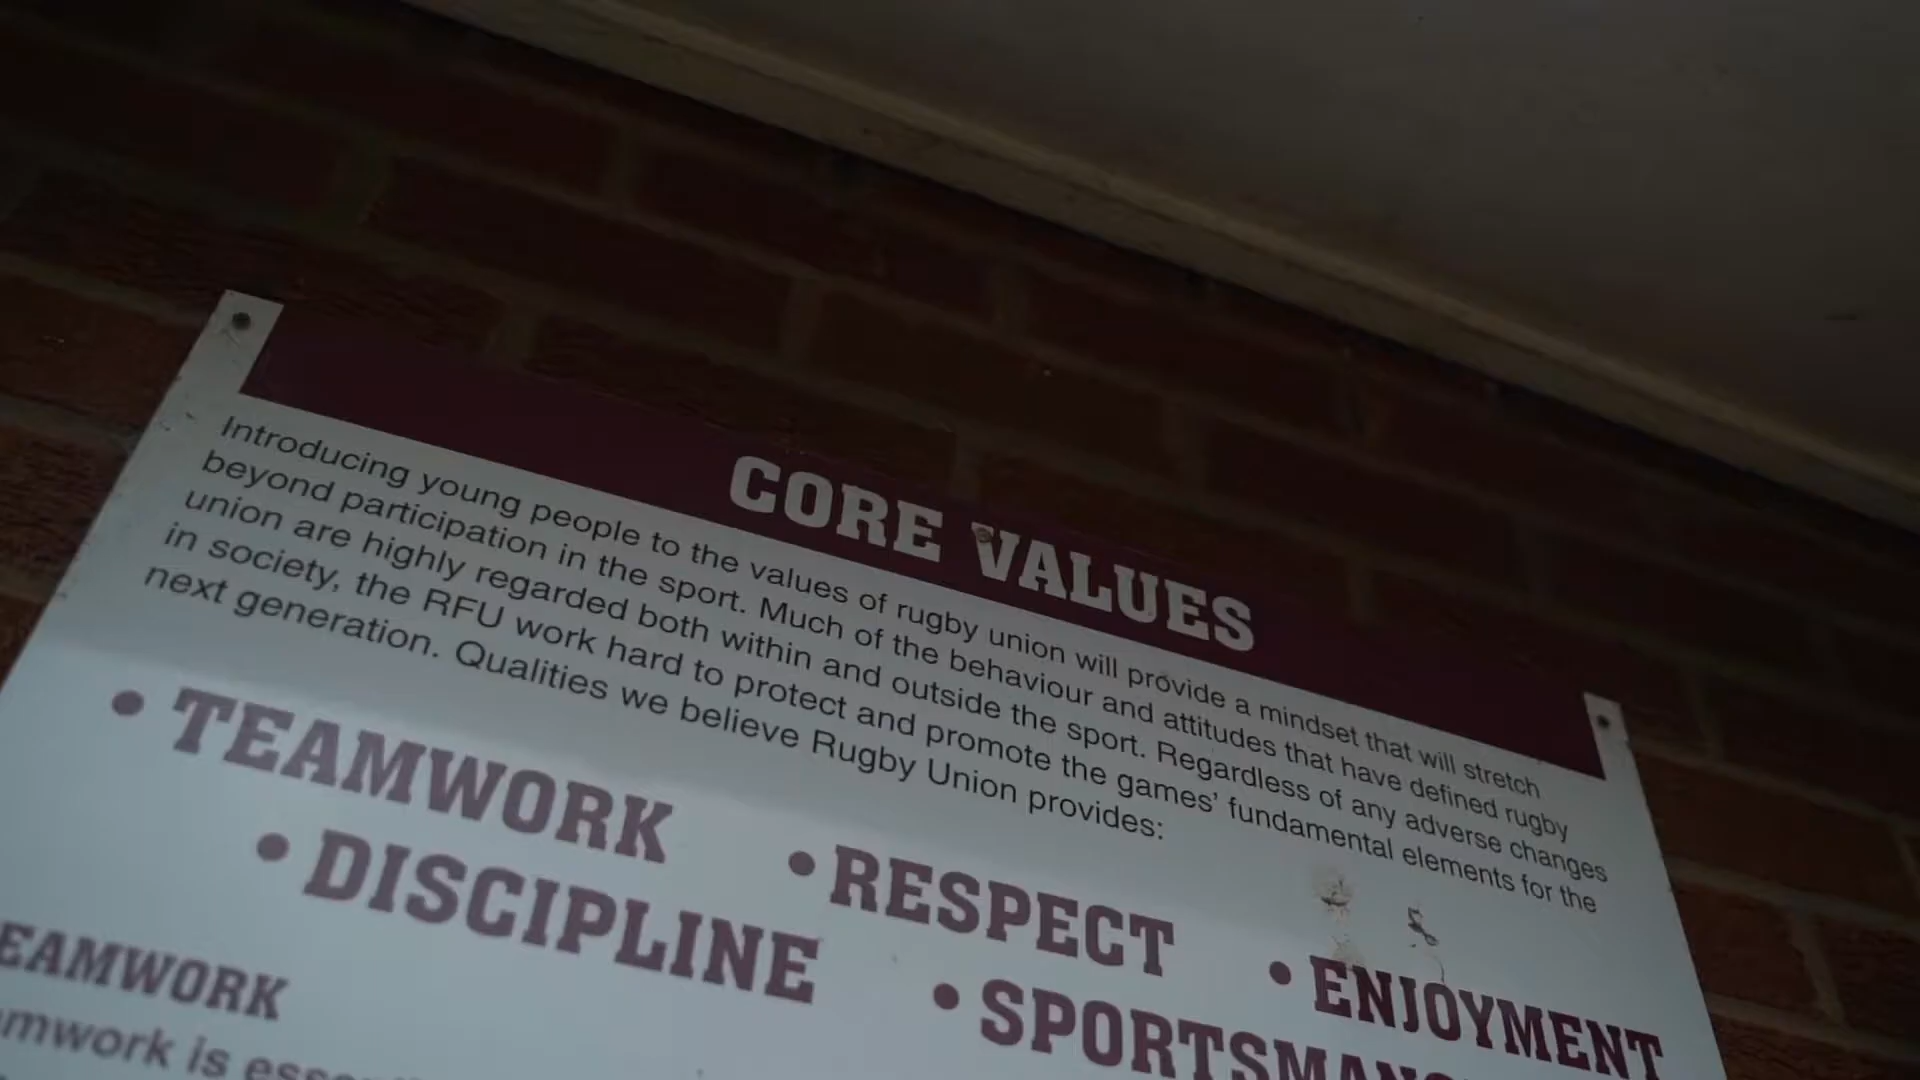 CORE VALUES
Introducing young people to the values of rugby union will provide a mindset that will stretch
beyond participation in the sport. Much of the behaviour and attitudes that have defined rugby
union are highly regarded both within and outside the sport. Regardless of any adverse changes
in society, the RFU work hard to protect and promote the games' fundamental elements for the
next generation. Qualities we believe Rugby Union provides:
• TEAMWORK • RESPECT • ENJOYMENT
• DISCIPLINE • SPORTSMANS
EAMWORK
amwork is essen